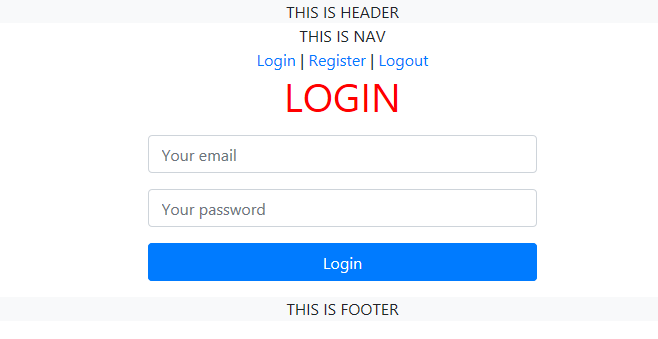 THIS IS HEADER
THIS IS NAV
Login | Register | Logout
LOGIN
Your email
Your password
Login
THIS IS FOOTER